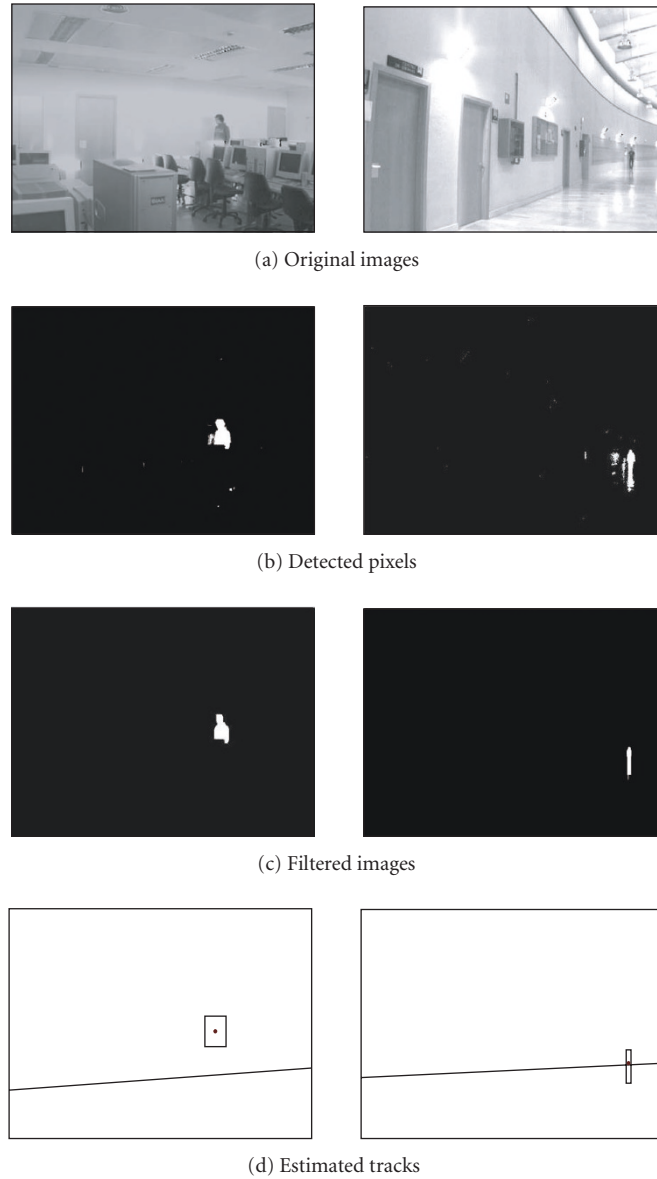 (a) Original images
(b) Detected pixels
(c) Filtered images
(d) Estimated tracks